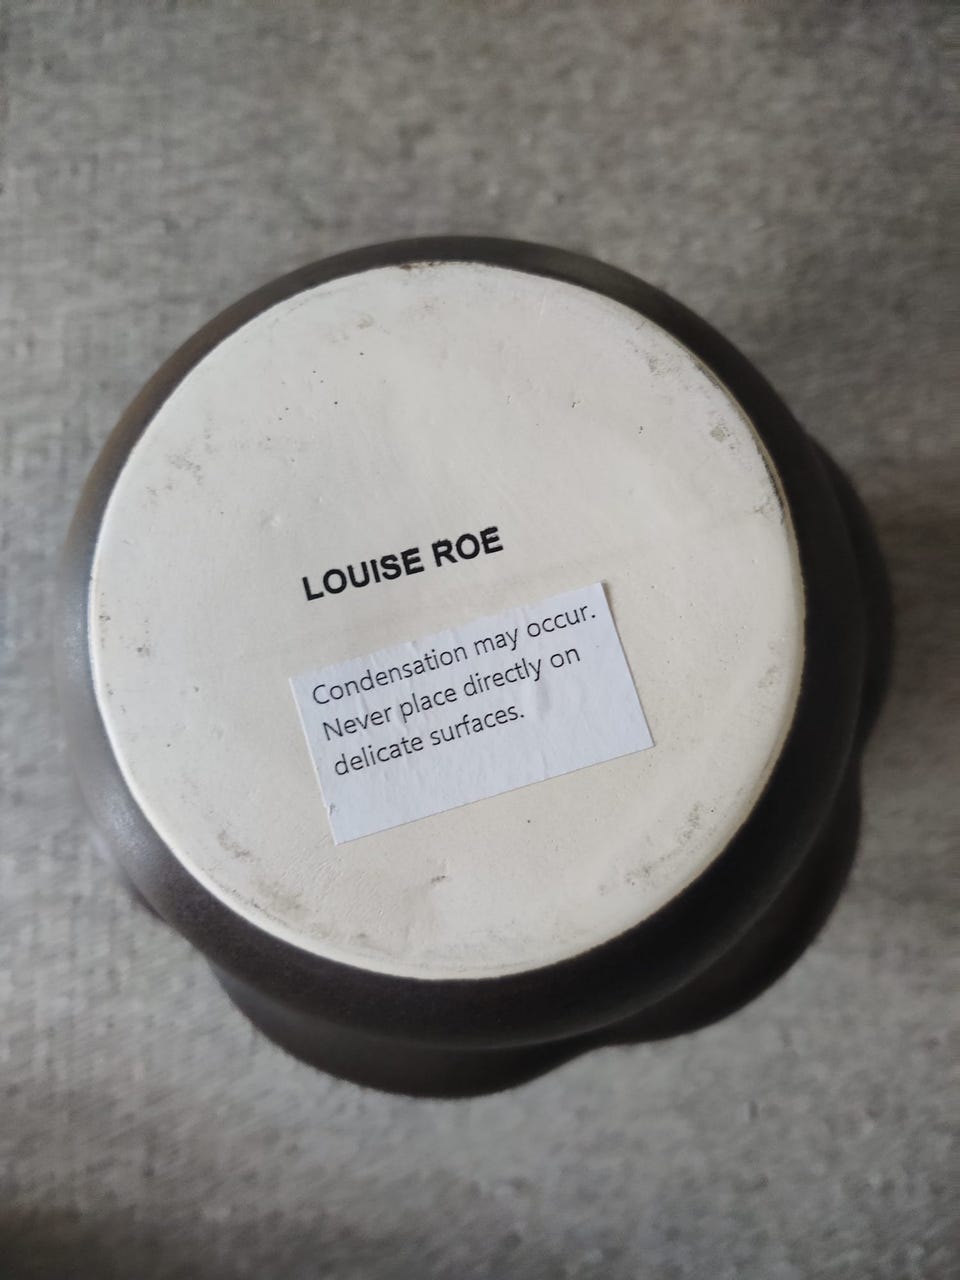 LOUISE ROE
Condensation may occur.
Never place directly on
delicate surfaces.